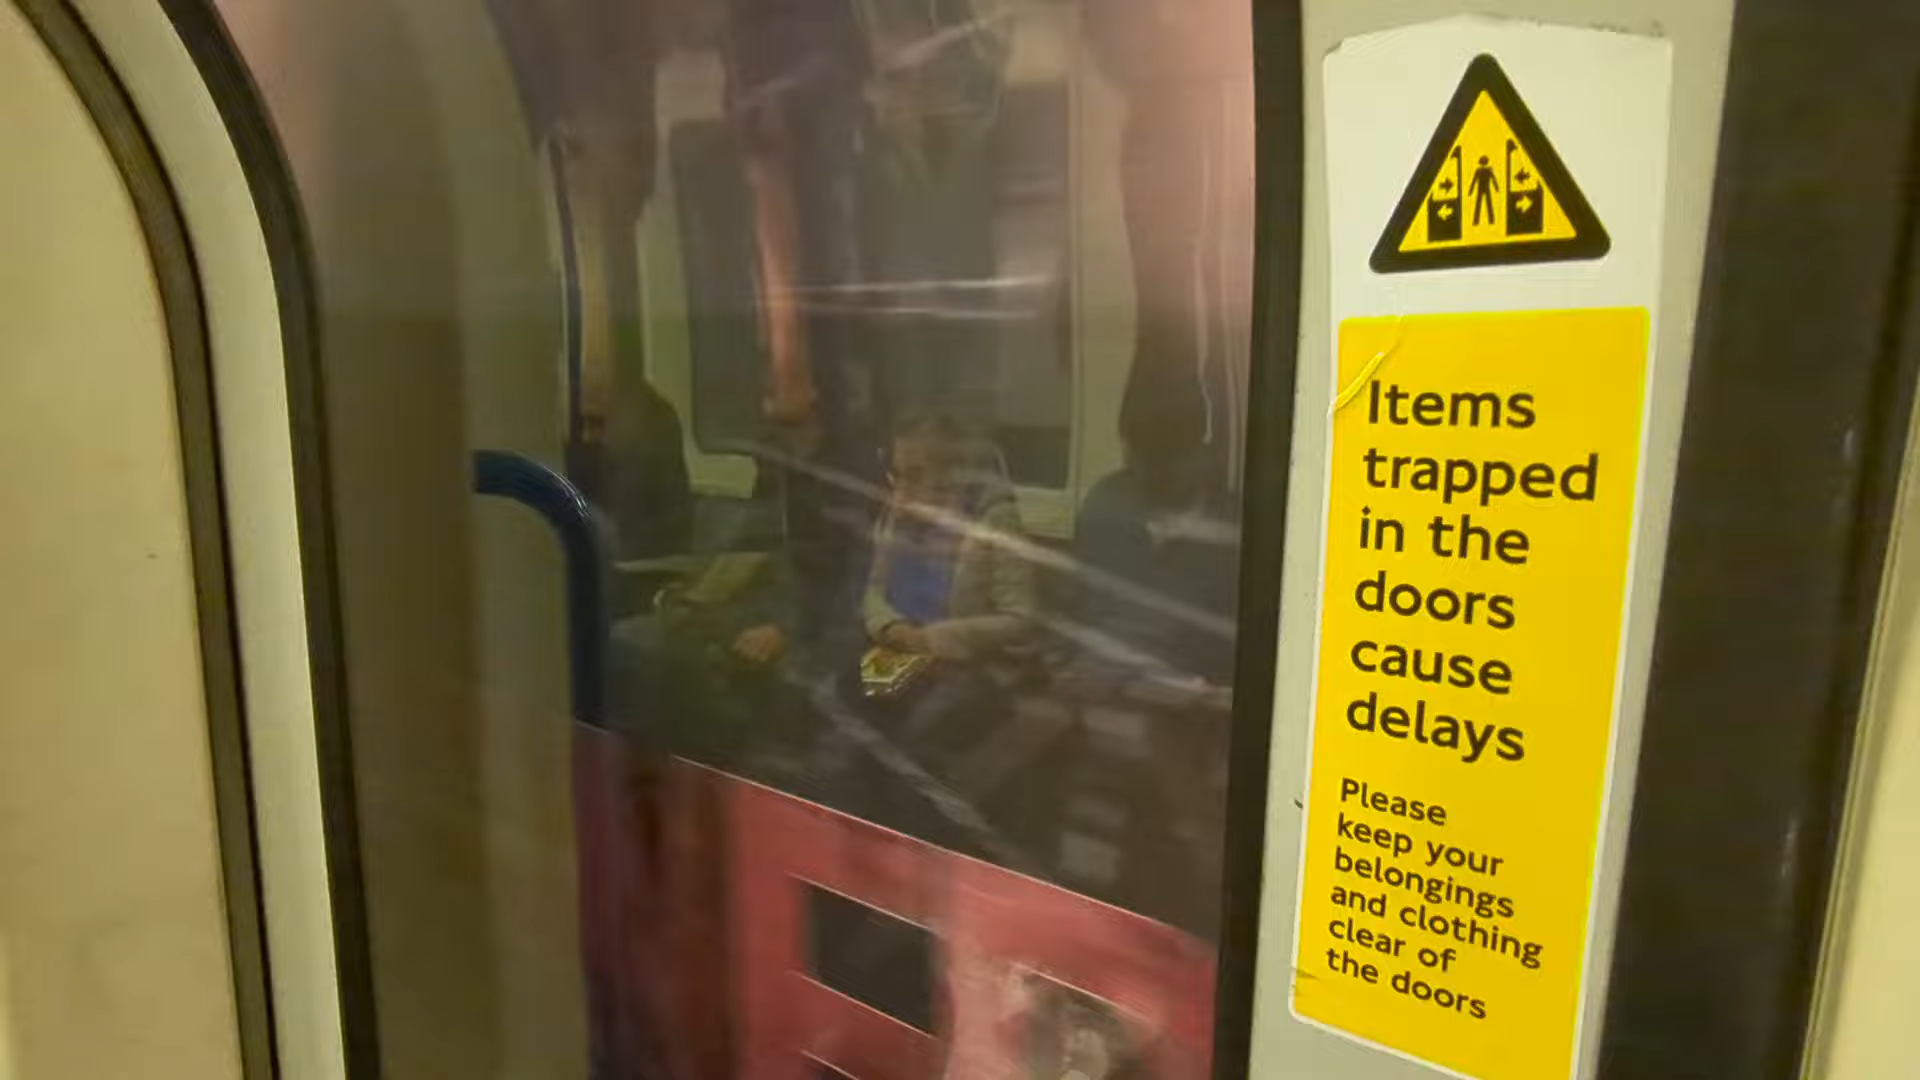 Items
trapped
in the
doors
cause
delays
Please
keep your
belongings
and clothing
clear of
the doors